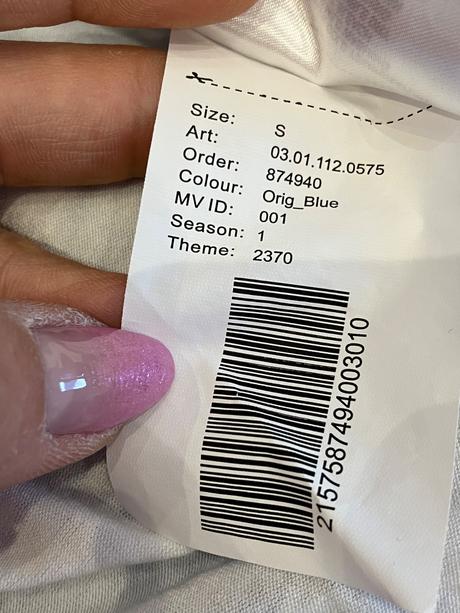 Size: S
Art: 03.01.112.0575
Order: 874940
Colour: Orig_Blue
MV ID: 001
Season: 1
Theme: 2370
2157587494003010